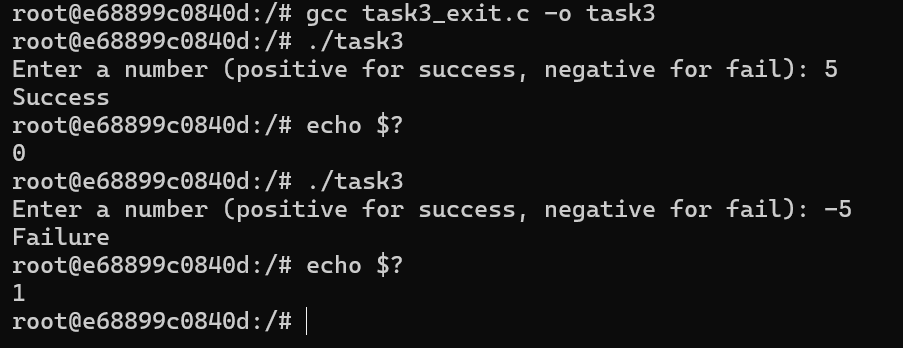 root@e68899c0840d:/# gcc task3_exit.c -o task3
root@e68899c0840d:/# ./task3
Enter a number (positive for success, negative for fail): 5
Success
root@e68899c0840d:/# echo $?
0
root@e68899c0840d:/# ./task3
Enter a number (positive for success, negative for fail): -5
Failure
root@e68899c0840d:/# echo $?
1
root@e68899c0840d:/#